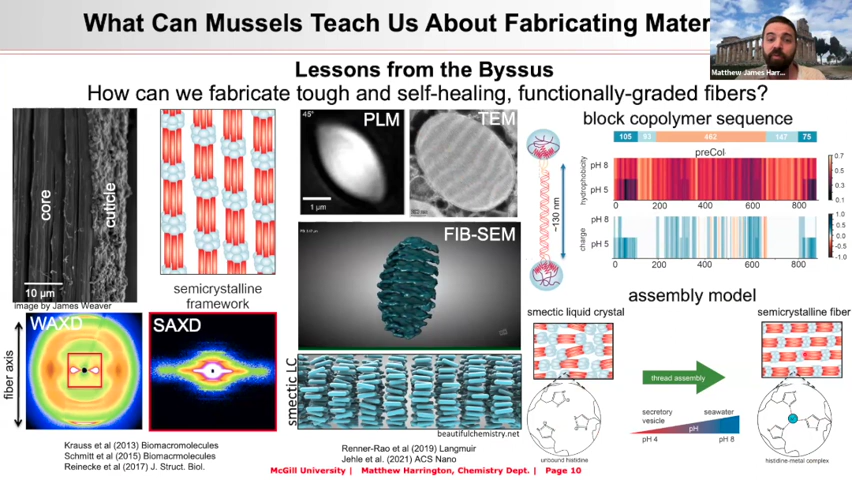 What Can Mussels Teach Us About Fabricating Mater
Matthew James Harr...
Lessons from the Byssus
How can we fabricate tough and self-healing, functionally-graded fibers?
core
cuticle
10 µm
image by James Weaver
semicrystalline
framework
WAXD
SAXD
fiber axis
Krauss et al (2013) Biomacromolecules
Schmitt et al (2015) Biomacrmolecules
Reinecke et al (2017) J. Struct. Biol.
45°
PLM
1 µm
TEM
FIB-SEM
smectic LC
beautifulchemistry.net
Renner-Rao et al (2019) Langmuir
Jehle et al. (2021) ACS Nano
~130 nm
block copolymer sequence
105 93 462 147 75
preCol
hydrophobicity
pH 8
pH 5
0.7
0.5
0.3
0.1
0 200 400 600 800
charge
pH 8
pH 5
1.0
0.5
0.0
-0.5
-1.0
0 200 400 600 800
assembly model
smectic liquid crystal
semicrystalline fiber
thread assembly
secretory
vesicle
seawater
pH
pH 4
pH 8
unbound histidine
histidine-metal complex
McGill University | Matthew Harrington, Chemistry Dept. | Page 10